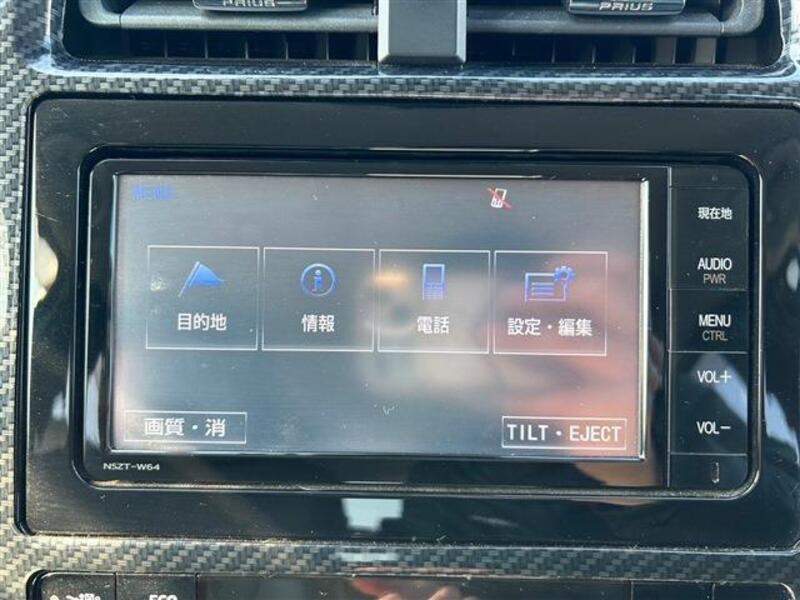 PRIUS
PRIUS
MENU
現在地
AUDIO
PWR
目的地
情報
電話
設定・編集
MENU
CTRL
VOL+
画質・消
TILT・EJECT
VOL-
NSZT-W64
ECO